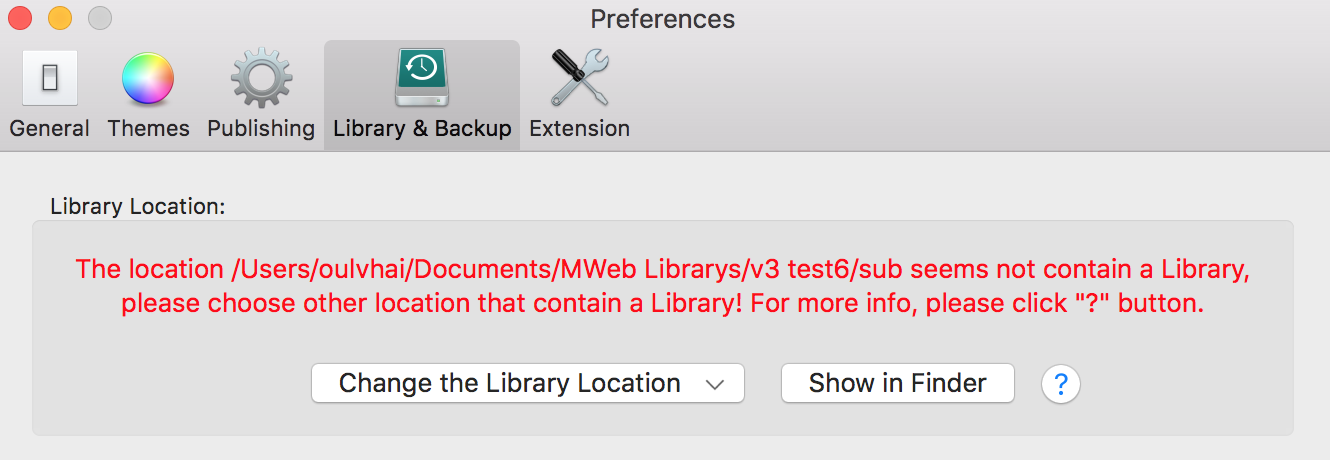 Preferences
General Themes Publishing Library & Backup Extension
Library Location:
The location /Users/oulvhai/Documents/MWeb Librarys/v3 test6/sub seems not contain a Library,
please choose other location that contain a Library! For more info, please click "?" button.
Change the Library Location Show in Finder ?